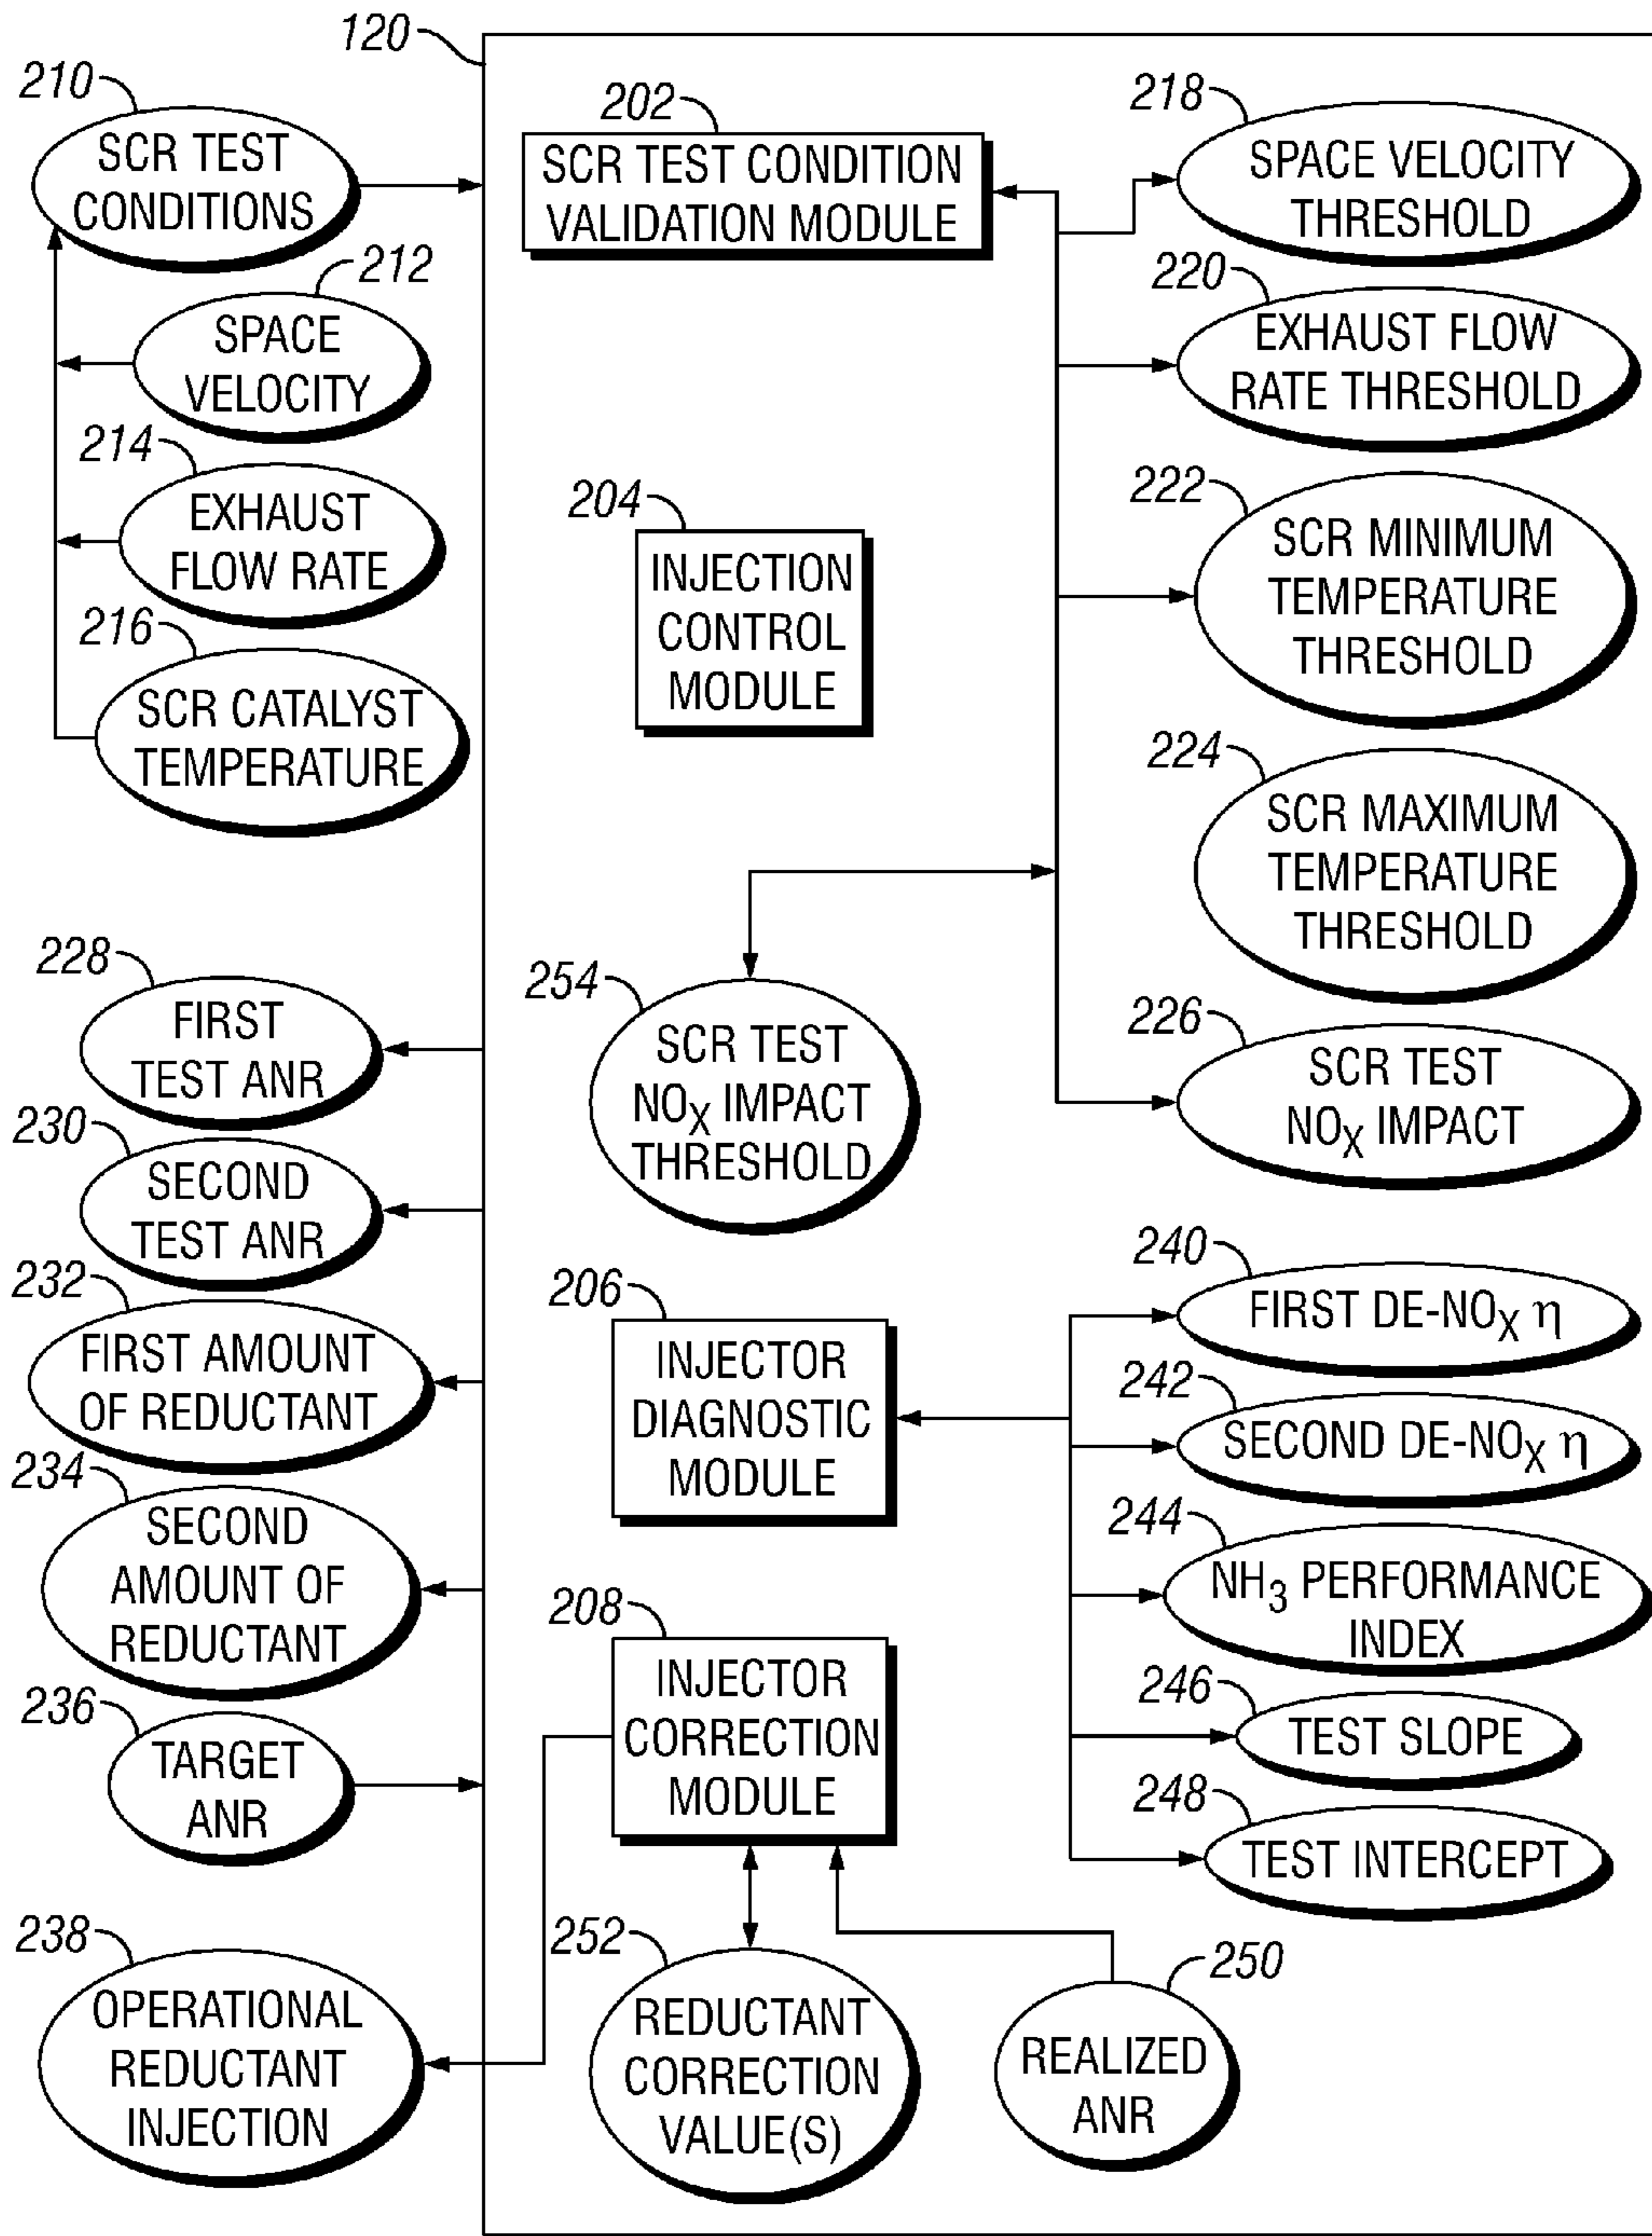 120
210
SCR TEST
CONDITIONS
212
SPACE
VELOCITY
214
EXHAUST
FLOW RATE
216
SCR CATALYST
TEMPERATURE
228
FIRST
TEST ANR
230
SECOND
TEST ANR
232
FIRST AMOUNT
OF REDUCTANT
234
SECOND
AMOUNT OF
REDUCTANT
236
TARGET
ANR
238
OPERATIONAL
REDUCTANT
INJECTION
202
SCR TEST CONDITION
VALIDATION MODULE
204
INJECTION
CONTROL
MODULE
254
SCR TEST
NOX IMPACT
THRESHOLD
206
INJECTOR
DIAGNOSTIC
MODULE
208
INJECTOR
CORRECTION
MODULE
252
REDUCTANT
CORRECTION
VALUE(S)
250
REALIZED
ANR
218
SPACE VELOCITY
THRESHOLD
220
EXHAUST FLOW
RATE THRESHOLD
222
SCR MINIMUM
TEMPERATURE
THRESHOLD
224
SCR MAXIMUM
TEMPERATURE
THRESHOLD
226
SCR TEST
NOX IMPACT
240
FIRST DE-NOX η
242
SECOND DE-NOX η
244
NH3 PERFORMANCE
INDEX
246
TEST SLOPE
248
TEST INTERCEPT